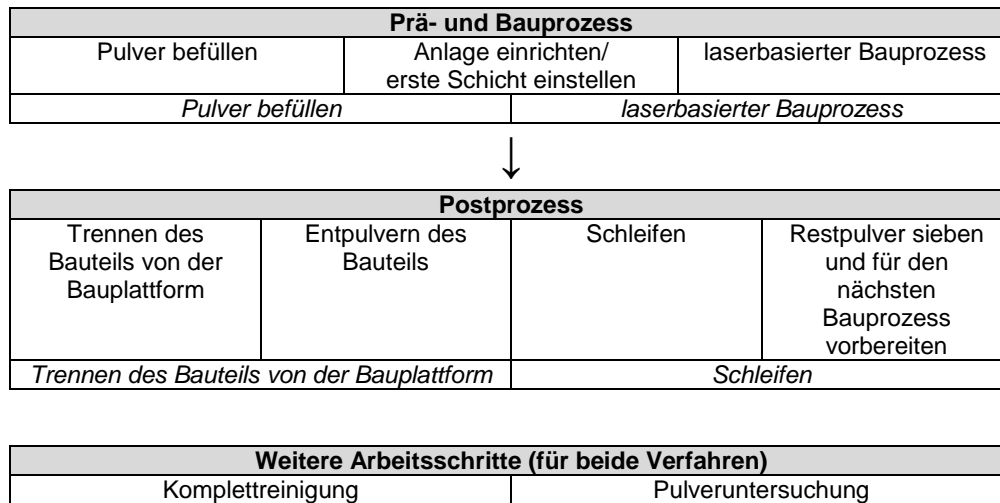 Prä- und Bauprozess
Pulver befüllen
Anlage einrichten/
erste Schicht einstellen
laserbasierter Bauprozess
Pulver befüllen
laserbasierter Bauprozess
Postprozess
Trennen des
Bauteils von der
Bauplattform
Entpulvern des
Bauteils
Schleifen
Restpulver sieben
und für den
nächsten
Bauprozess
vorbereiten
Trennen des Bauteils von der Bauplattform
Schleifen
Weitere Arbeitsschritte (für beide Verfahren)
Komplettreinigung
Pulveruntersuchung